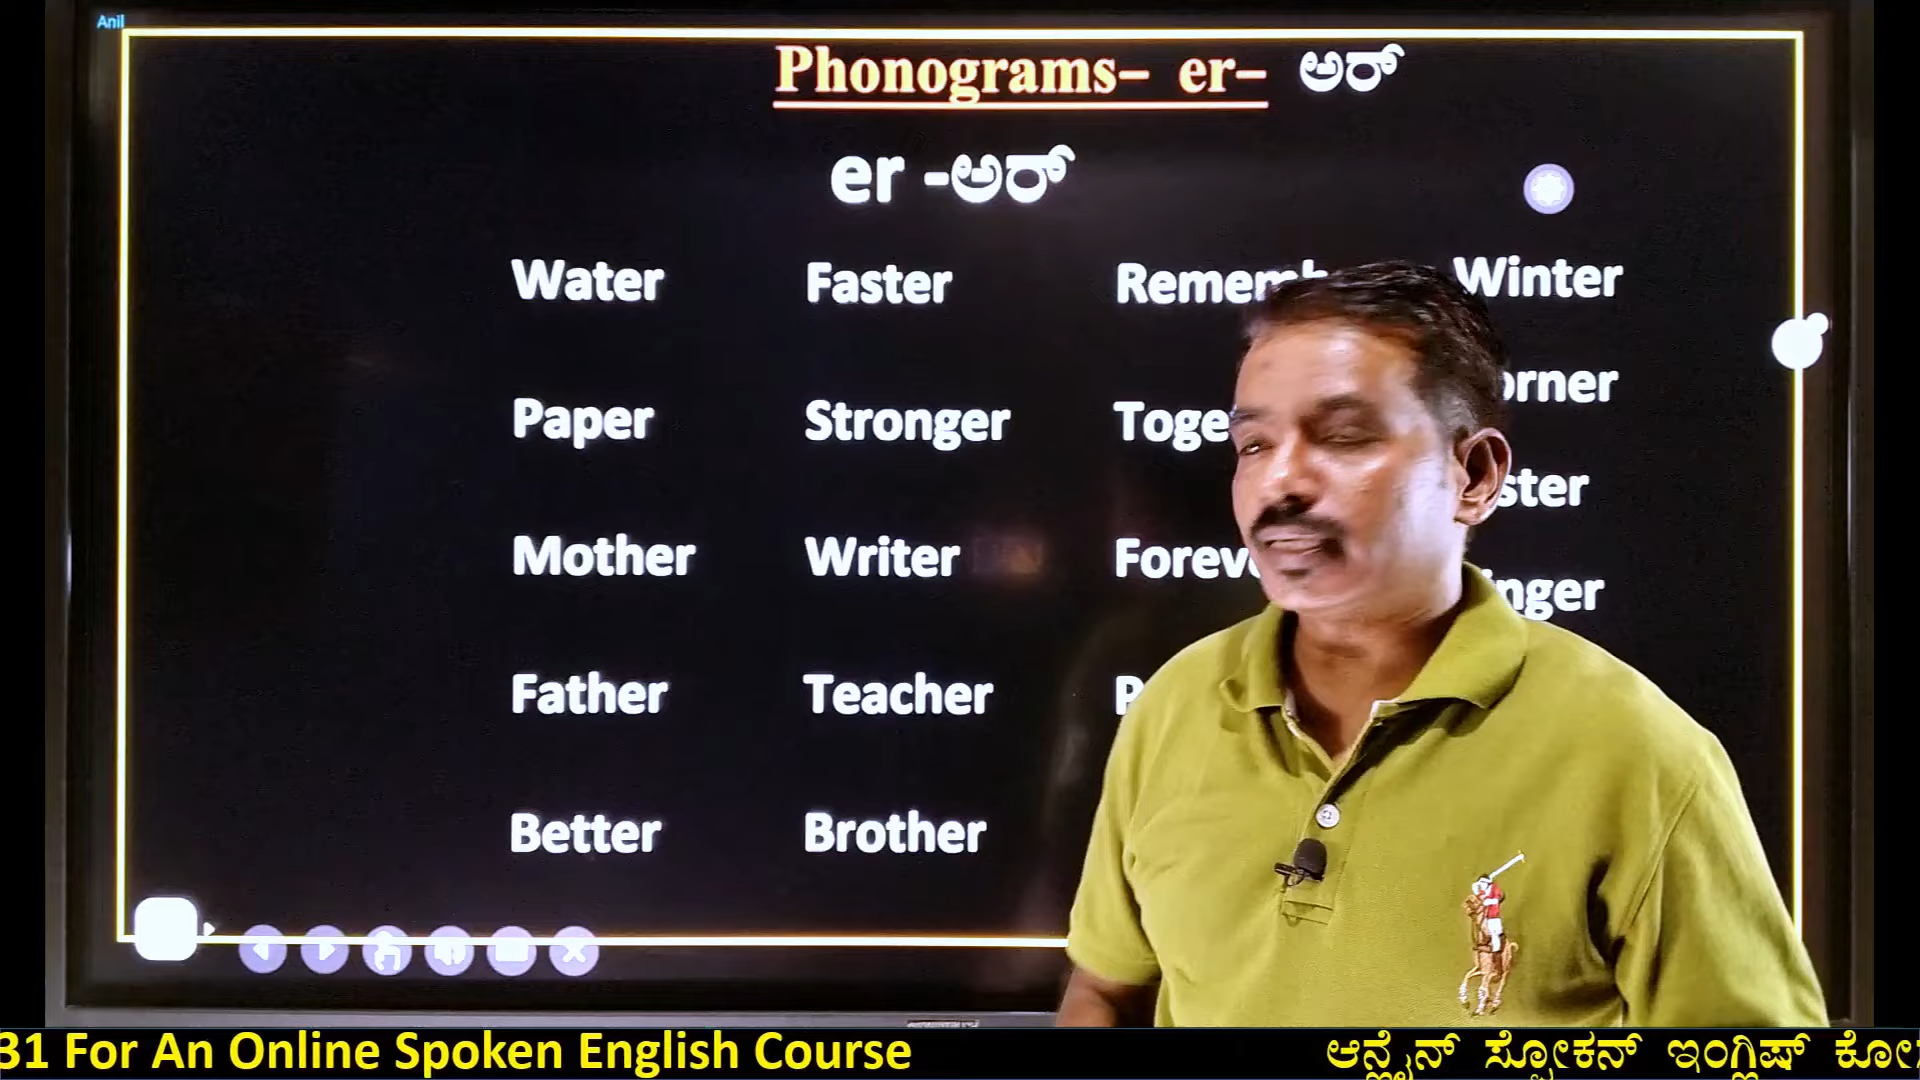 Anil
Phonograms– er– ಅರ್
er -ಅರ್
Water Faster Winter
Paper Stronger
Mother Writer
Father Teacher
Better Brother
31 For An Online Spoken English Course ಆನ್ಲೈನ್ ಸ್ಪೋಕನ್ ಇಂಗ್ಲಿಷ್